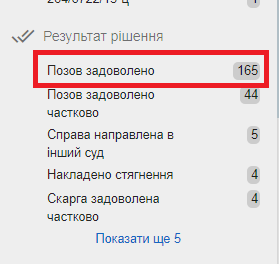 Результат рішення
Позов задоволено 165
Позов задоволено 44
частково
Справа направлена в 5
інший суд
Накладено стягнення 4
Скарга задоволена 4
частково
Показати ще 5